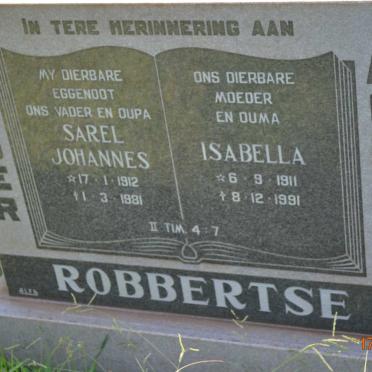 IN TERE HERINNERING AAN
MY DIERBARE
EGGENOOT
ONS VADER EN OUPA
SAREL
JOHANNES
*17·1·1912
†1·3·1981
ONS DIERBARE
MOEDER
EN OUMA
ISABELLA
*6·9·1911
†8·12·1991
II TIM. 4:7
ROBBERTSE